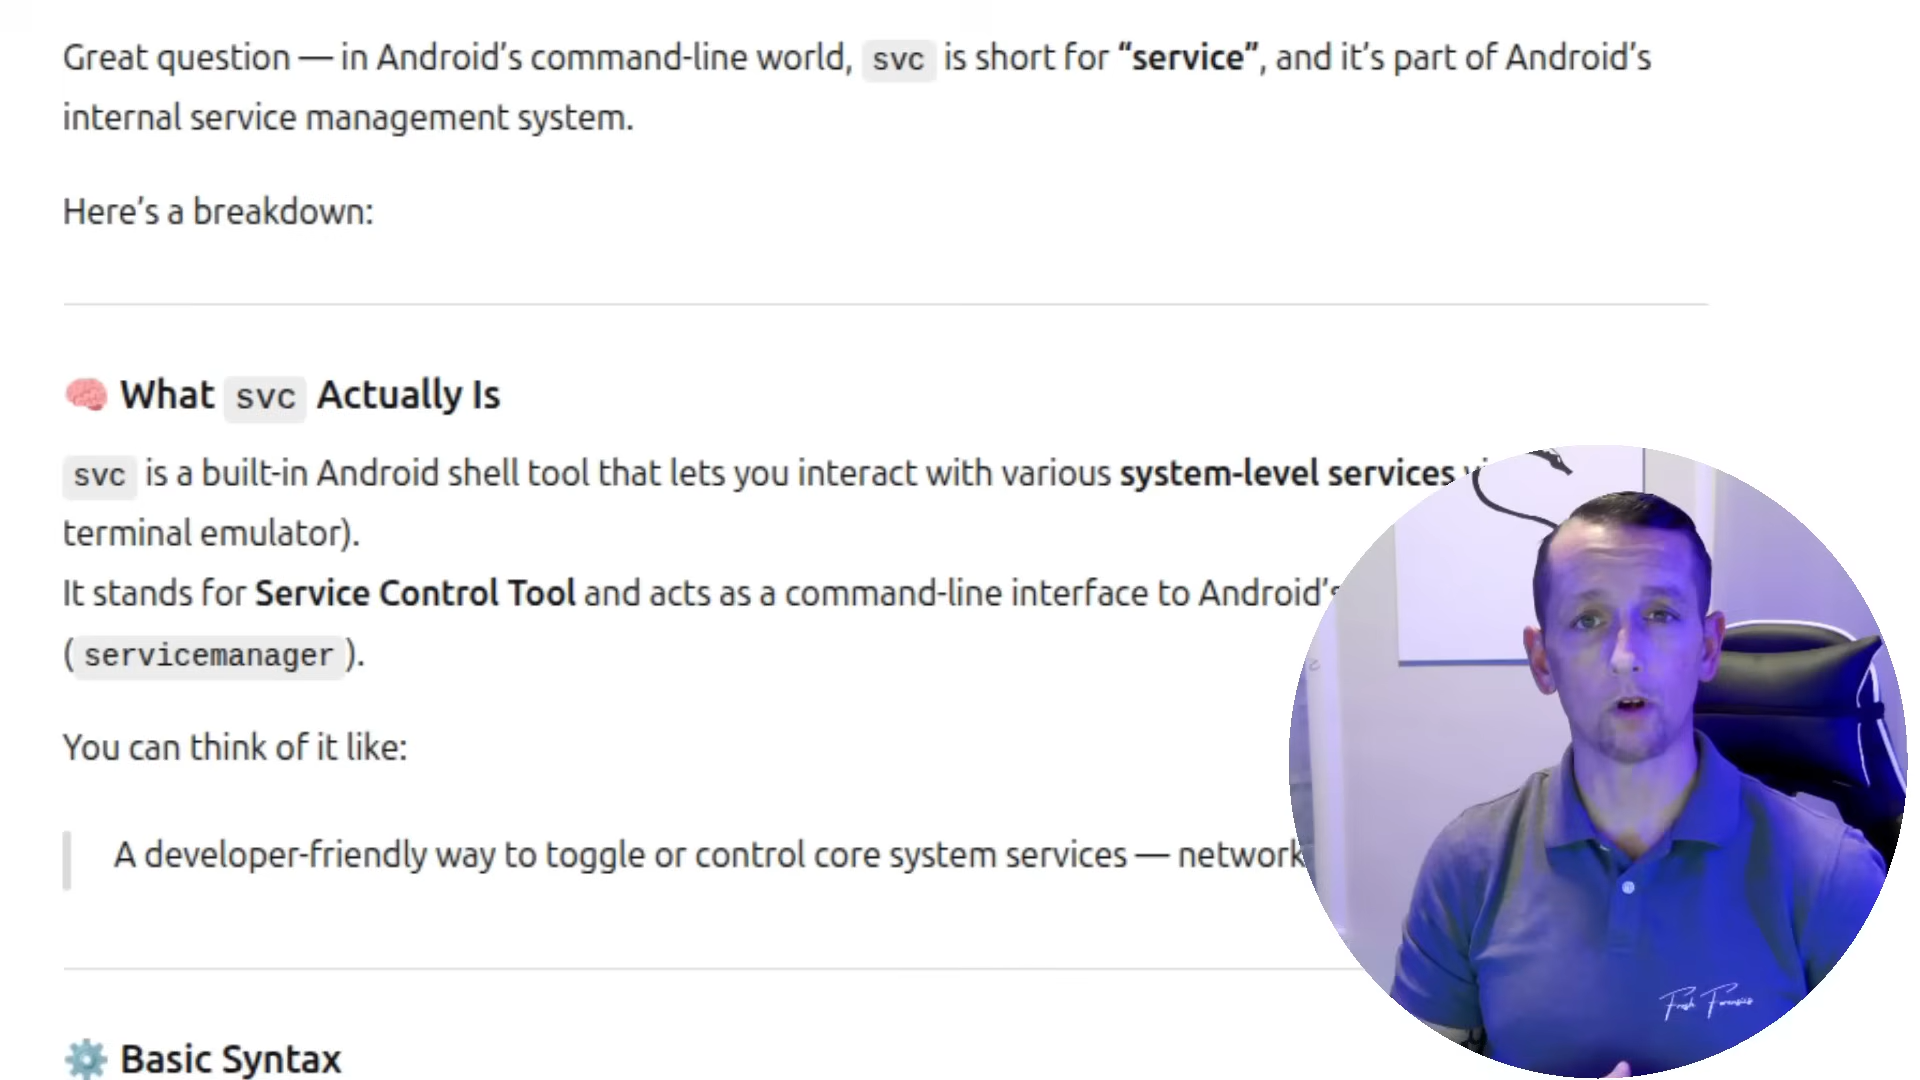 Great question — in Android’s command-line world, svc is short for “service”, and it’s part of Android’s
internal service management system.
Here’s a breakdown:
🧠 What svc Actually Is
svc is a built-in Android shell tool that lets you interact with various system-level services
terminal emulator).
It stands for Service Control Tool and acts as a command-line interface to Android’s
(servicemanager).
You can think of it like:
A developer-friendly way to toggle or control core system services — network
⚙️ Basic Syntax
Fresh Forensics